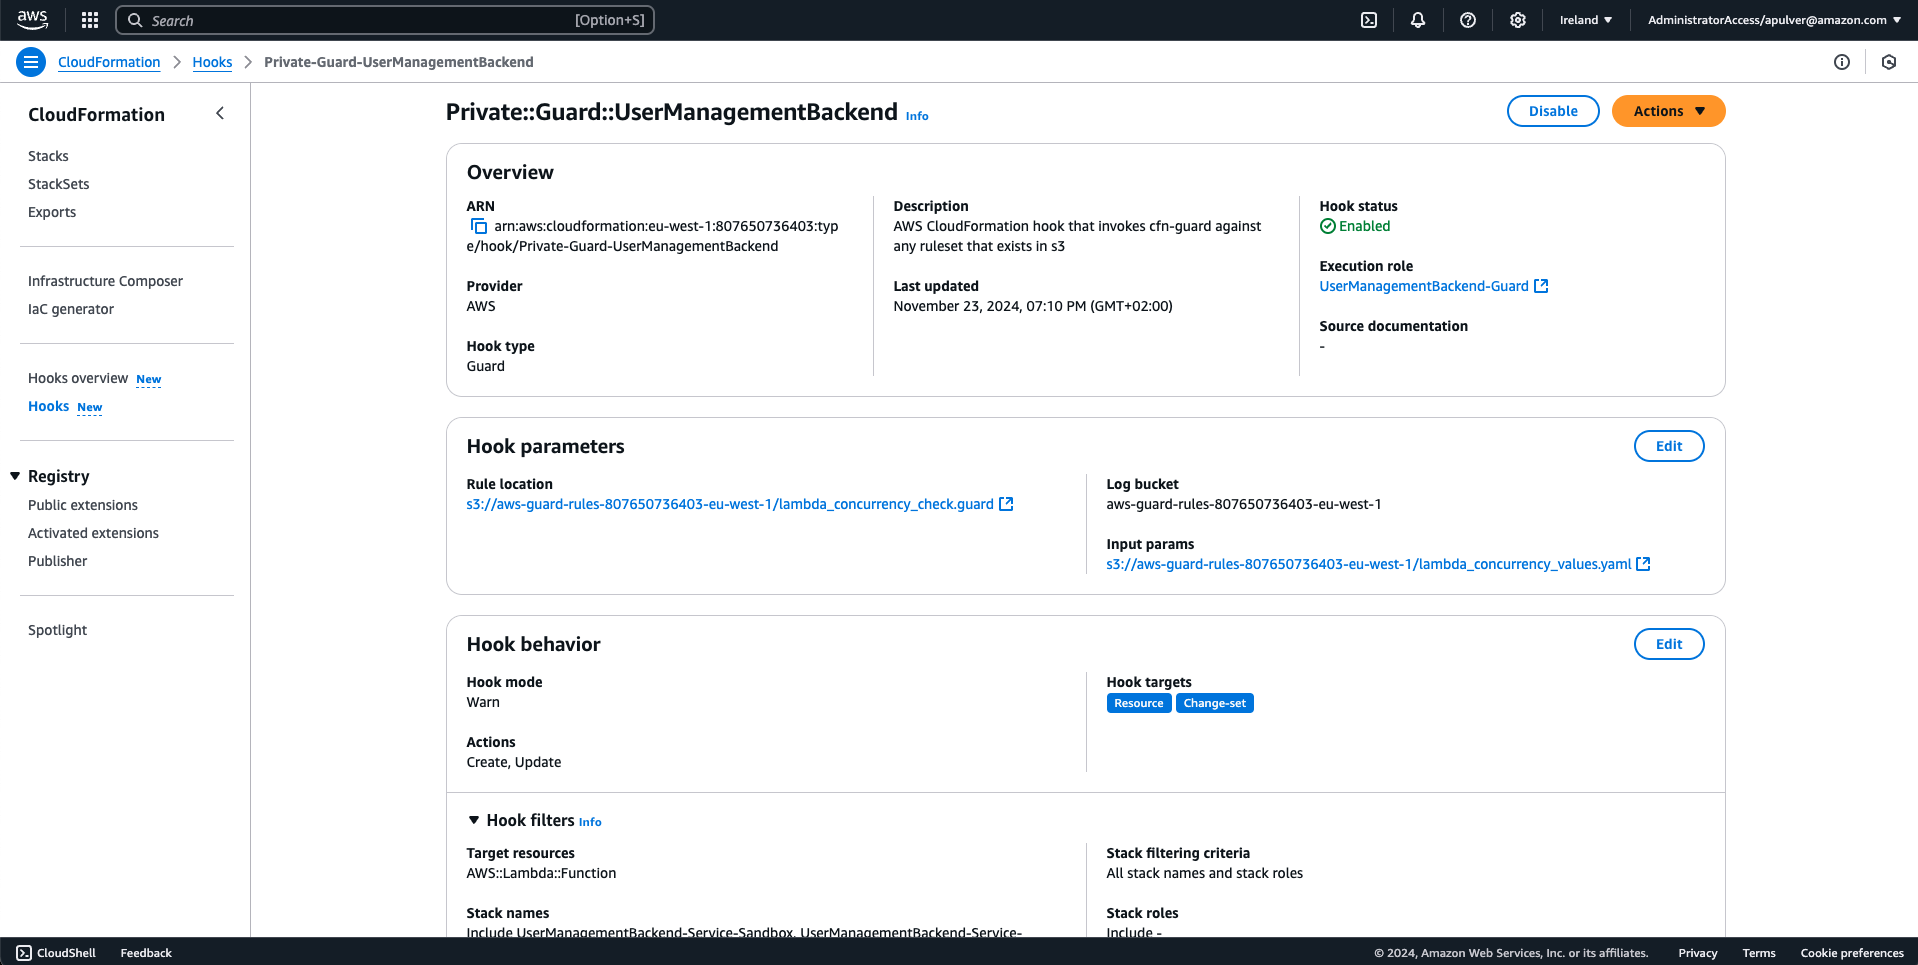 aws
Search
[Option+S]
Ireland
AdministratorAccess/apulver@amazon.com
CloudFormation
Hooks
Private-Guard-UserManagementBackend
CloudFormation
Stacks
StackSets
Exports
Infrastructure Composer
IaC generator
Hooks overview New
Hooks New
Registry
Public extensions
Activated extensions
Publisher
Spotlight
Private::Guard::UserManagementBackend Info
Disable
Actions
Overview
ARN
arn:aws:cloudformation:eu-west-1:807650736403:typ
e/hook/Private-Guard-UserManagementBackend
Provider
AWS
Hook type
Guard
Description
AWS CloudFormation hook that invokes cfn-guard against
any ruleset that exists in s3
Last updated
November 23, 2024, 07:10 PM (GMT+02:00)
Hook status
Enabled
Execution role
UserManagementBackend-Guard
Source documentation
-
Hook parameters
Edit
Rule location
s3://aws-guard-rules-807650736403-eu-west-1/lambda_concurrency_check.guard
Log bucket
aws-guard-rules-807650736403-eu-west-1
Input params
s3://aws-guard-rules-807650736403-eu-west-1/lambda_concurrency_values.yaml
Hook behavior
Edit
Hook mode
Warn
Actions
Create, Update
Hook targets
Resource Change-set
Hook filters Info
Target resources
AWS::Lambda::Function
Stack names
Include UserManagementBackend-Service-Sandbox, UserManagementBackend-Service-
Stack filtering criteria
All stack names and stack roles
Stack roles
Include -
CloudShell
Feedback
© 2024, Amazon Web Services, Inc. or its affiliates.
Privacy
Terms
Cookie preferences